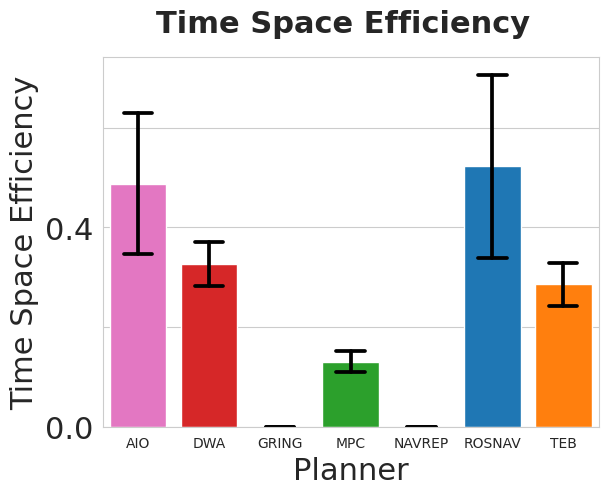 Time Space Efficiency
Time Space Efficiency
0.4
0.0
AIO DWA GRING MPC NAVREP ROSNAV TEB
Planner